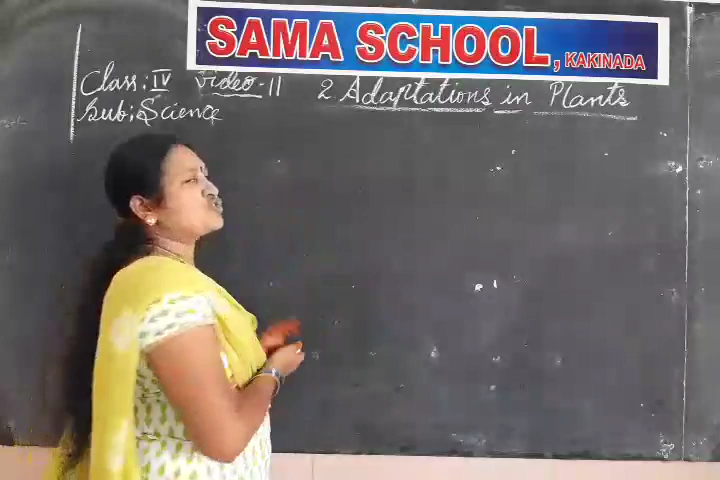 SAMA SCHOOL, KAKINADA
Class: IV Video-11 2. Adaptations in Plants
Sub: Science